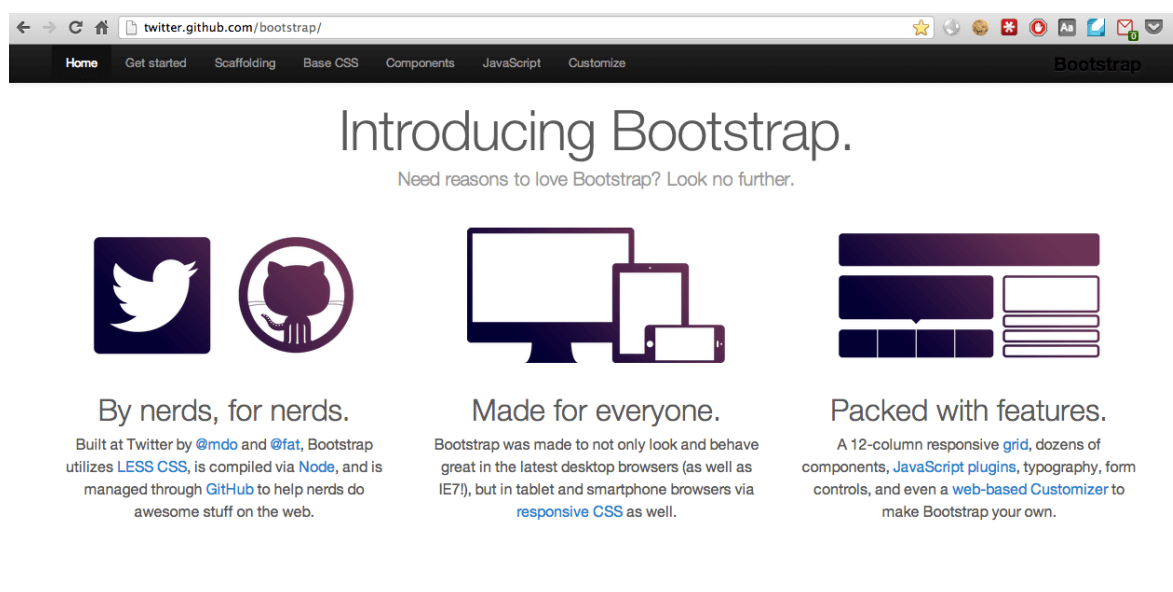 twitter.github.com/bootstrap/
Aa
0
Home Get started Scaffolding Base CSS Components JavaScript Customize Bootstrap
Introducing Bootstrap.
Need reasons to love Bootstrap? Look no further.
By nerds, for nerds.
Built at Twitter by @mdo and @fat, Bootstrap
utilizes LESS CSS, is compiled via Node, and is
managed through GitHub to help nerds do
awesome stuff on the web.
Made for everyone.
Bootstrap was made to not only look and behave
great in the latest desktop browsers (as well as
IE7!), but in tablet and smartphone browsers via
responsive CSS as well.
Packed with features.
A 12-column responsive grid, dozens of
components, JavaScript plugins, typography, form
controls, and even a web-based Customizer to
make Bootstrap your own.